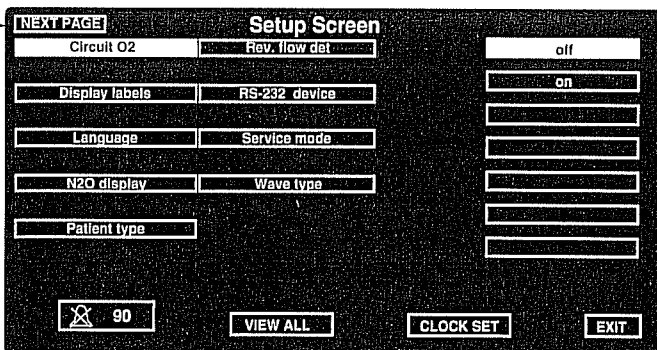 NEXT PAGE
Setup Screen
Circuit O2
Rev. flow det
off
Display labels
RS-232 device
on
Language
Service mode
N2O display
Wave type
Patient type
90
VIEW ALL
CLOCK SET
EXIT